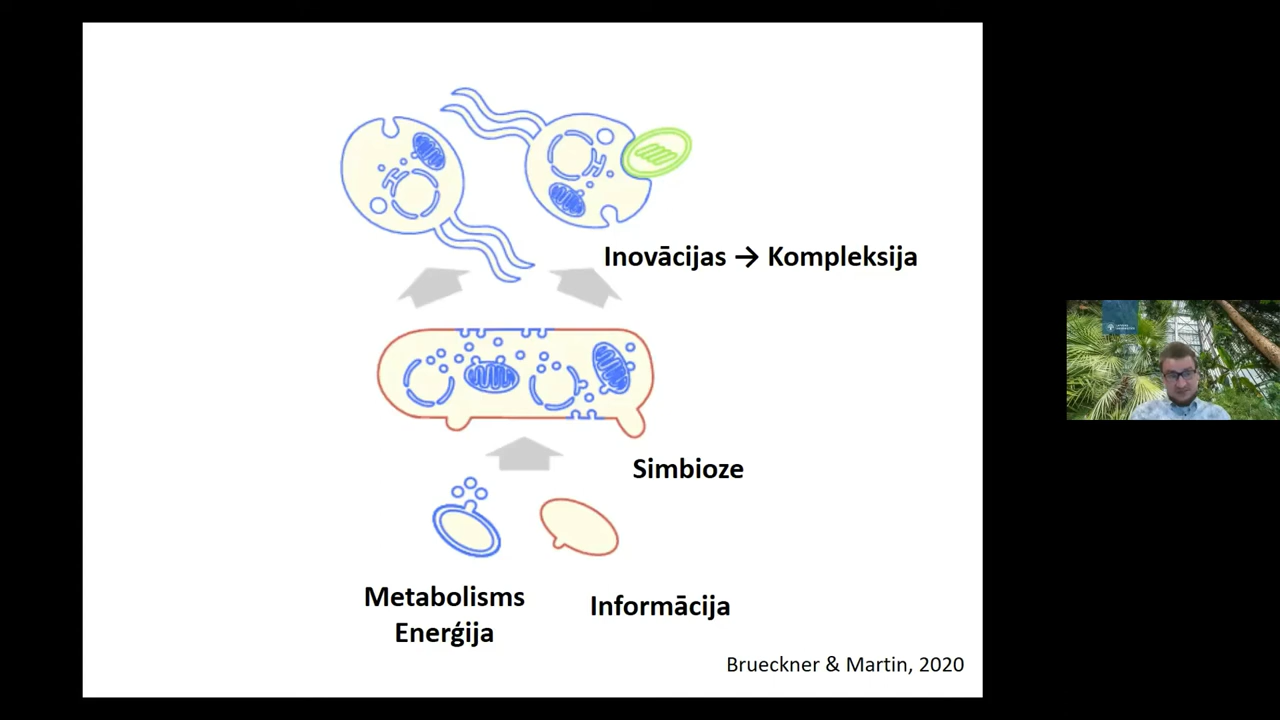 Inovācijas → Kompleksija
Simbioze
Metabolisms
Enerģija
Informācija
Brueckner & Martin, 2020